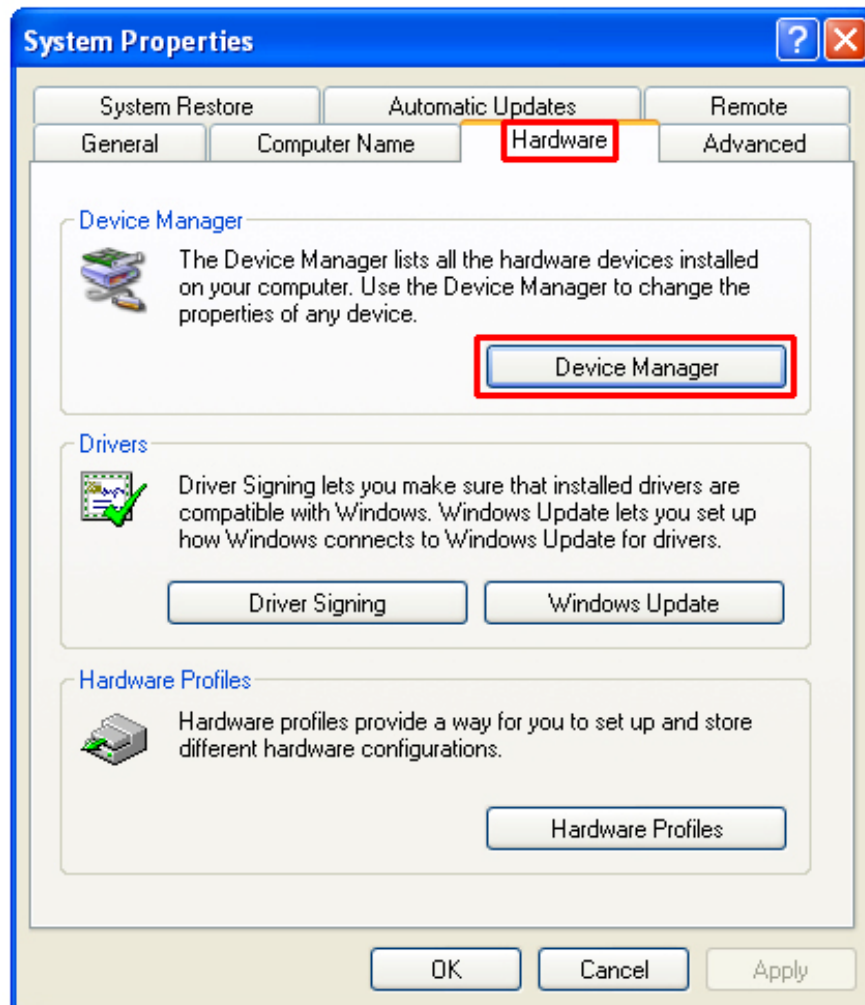 System Properties
System Restore Automatic Updates Remote
General Computer Name Hardware Advanced
Device Manager
The Device Manager lists all the hardware devices installed
on your computer. Use the Device Manager to change the
properties of any device.
Device Manager
Drivers
Driver Signing lets you make sure that installed drivers are
compatible with Windows. Windows Update lets you set up
how Windows connects to Windows Update for drivers.
Driver Signing Windows Update
Hardware Profiles
Hardware profiles provide a way for you to set up and store
different hardware configurations.
Hardware Profiles
OK Cancel Apply